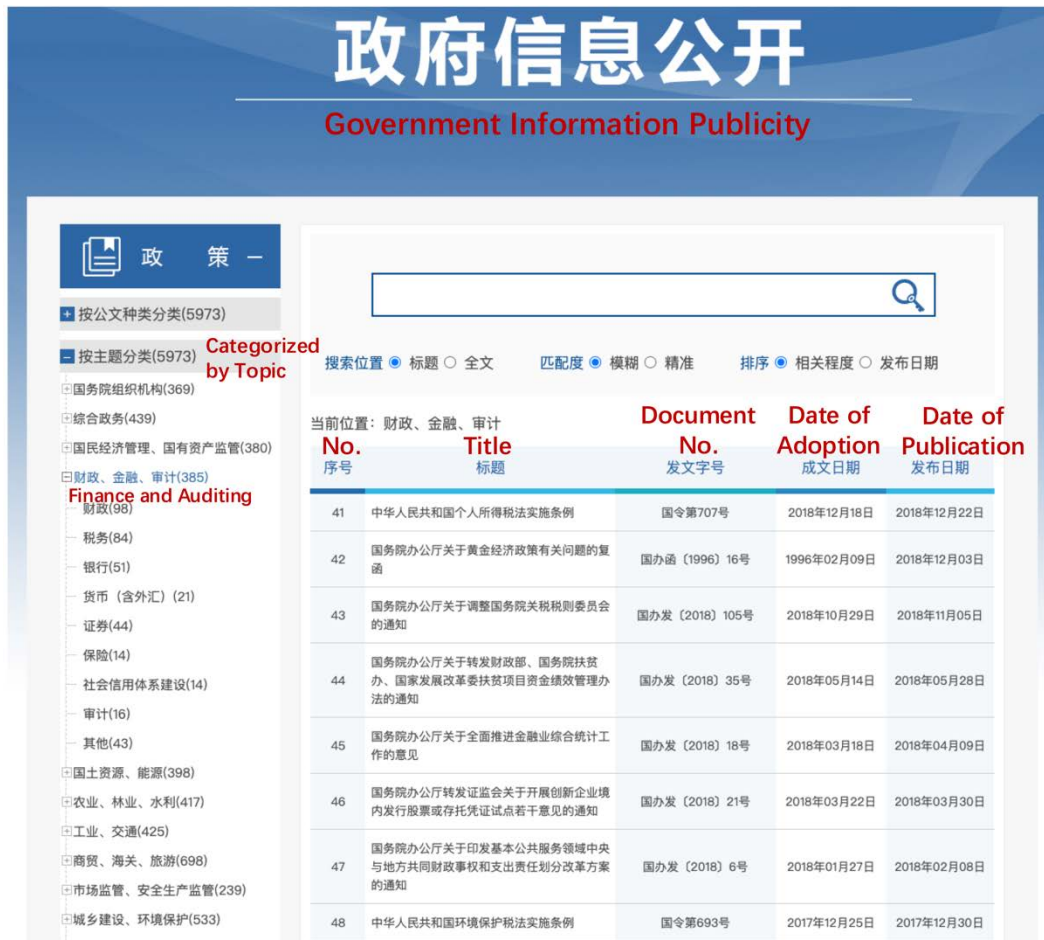 政府信息公开
Government Information Publicity
政 策
按公文种类分类(5973)
按主题分类(5973)
Categorized
by Topic
国务院组织机构(369)
综合政务(439)
国民经济管理、国有资产监管(380)
财政、金融、审计(385)
Finance and Auditing
财政(98)
税务(84)
银行(51)
货币（含外汇）(21)
证券(44)
保险(14)
社会信用体系建设(14)
审计(16)
其他(43)
国土资源、能源(398)
农业、林业、水利(417)
工业、交通(425)
商贸、海关、旅游(698)
市场监管、安全生产监管(239)
城乡建设、环境保护(533)
搜索位置 标题 全文 匹配度 模糊 精准 排序 相关程度 发布日期
当前位置：财政、金融、审计
No. Title Document No. Date of Adoption Date of Publication
序号 标题 发文字号 成文日期 发布日期
41 中华人民共和国个人所得税法实施条例 国令第707号 2018年12月18日 2018年12月22日
42 国务院办公厅关于黄金经济政策有关问题的复
函 国办函〔1996〕16号 1996年02月09日 2018年12月03日
43 国务院办公厅关于调整国务院关税税则委员会
的通知 国办发〔2018〕105号 2018年10月29日 2018年11月05日
44 国务院办公厅关于转发财政部、国务院扶贫
办、国家发展改革委扶贫项目资金绩效管理办
法的通知 国办发〔2018〕35号 2018年05月14日 2018年05月28日
45 国务院办公厅关于全面推进金融业综合统计工
作的意见 国办发〔2018〕18号 2018年03月18日 2018年04月09日
46 国务院办公厅转发证监会关于开展创新企业境
内发行股票或存托凭证试点若干意见的通知 国办发〔2018〕21号 2018年03月22日 2018年03月30日
47 国务院办公厅关于印发基本公共服务领域中央
与地方共同财政事权和支出责任划分改革方案
的通知 国办发〔2018〕6号 2018年01月27日 2018年02月08日
48 中华人民共和国环境保护税法实施条例 国令第693号 2017年12月25日 2017年12月30日